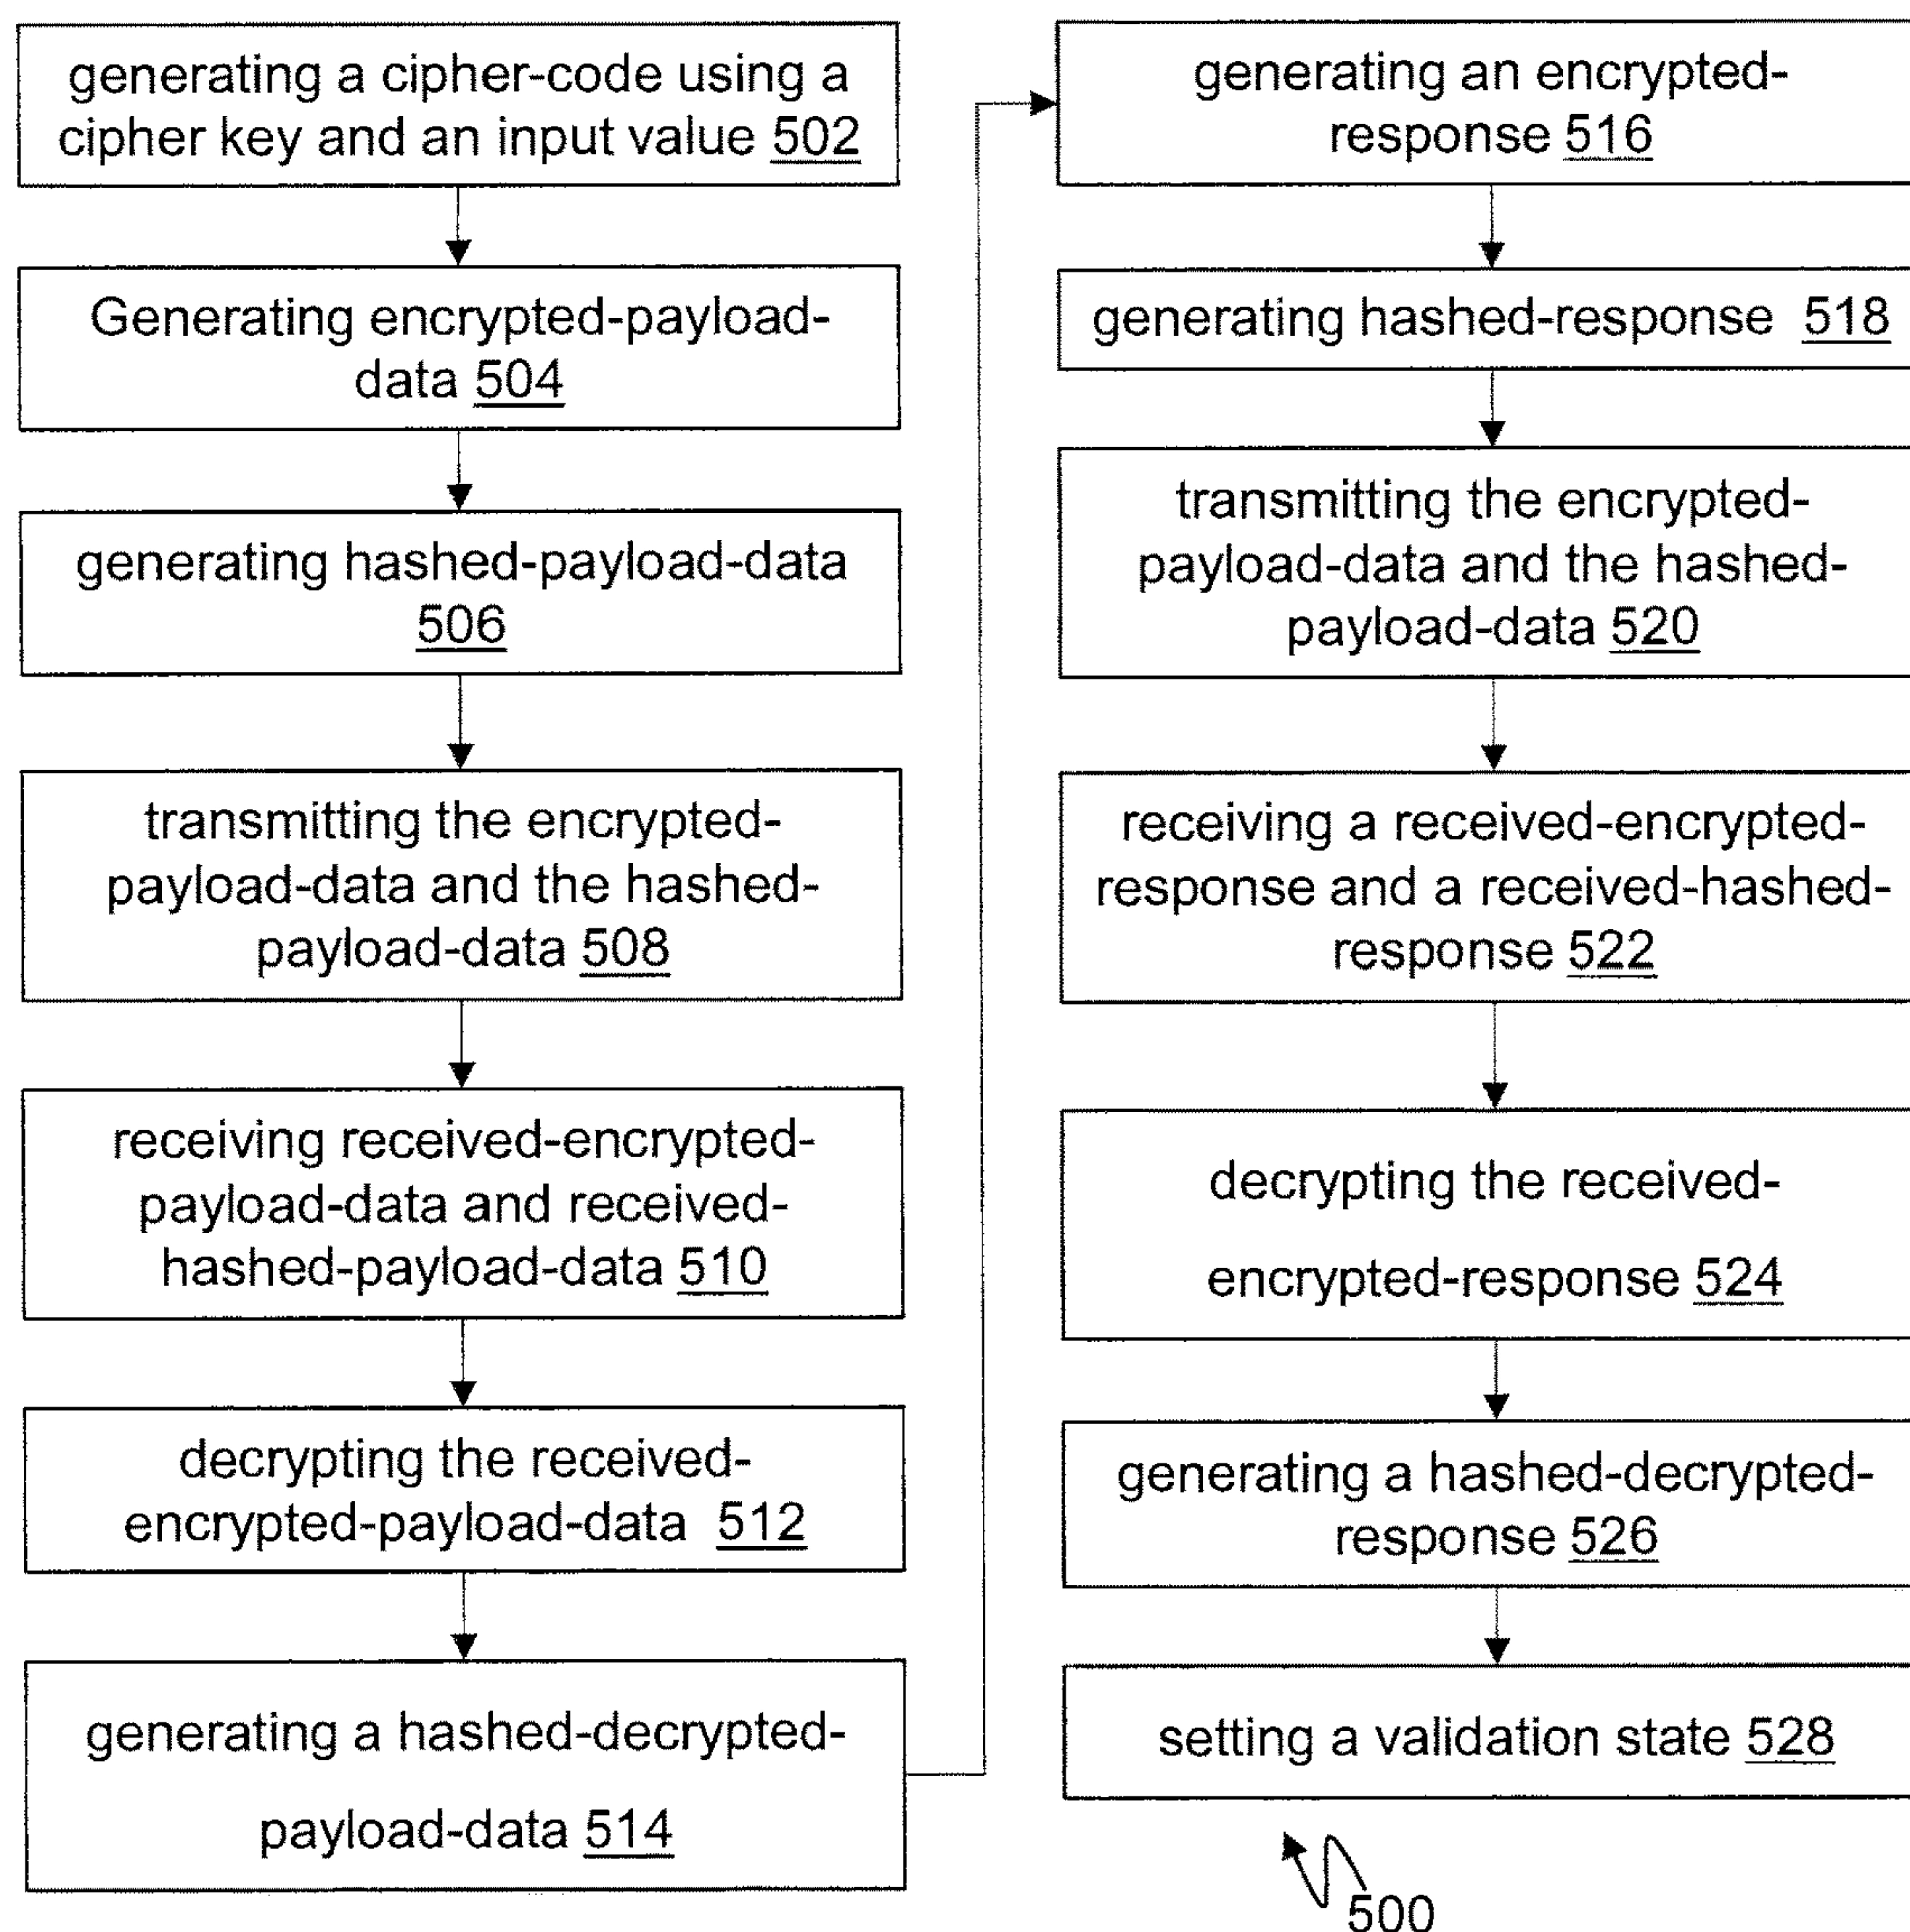 generating a cipher-code using a
cipher key and an input value 502
Generating encrypted-payload-
data 504
generating hashed-payload-data
506
transmitting the encrypted-
payload-data and the hashed-
payload-data 508
receiving received-encrypted-
payload-data and received-
hashed-payload-data 510
decrypting the received-
encrypted-payload-data 512
generating a hashed-decrypted-
payload-data 514
generating an encrypted-
response 516
generating hashed-response 518
transmitting the encrypted-
payload-data and the hashed-
payload-data 520
receiving a received-encrypted-
response and a received-hashed-
response 522
decrypting the received-
encrypted-response 524
generating a hashed-decrypted-
response 526
setting a validation state 528
500